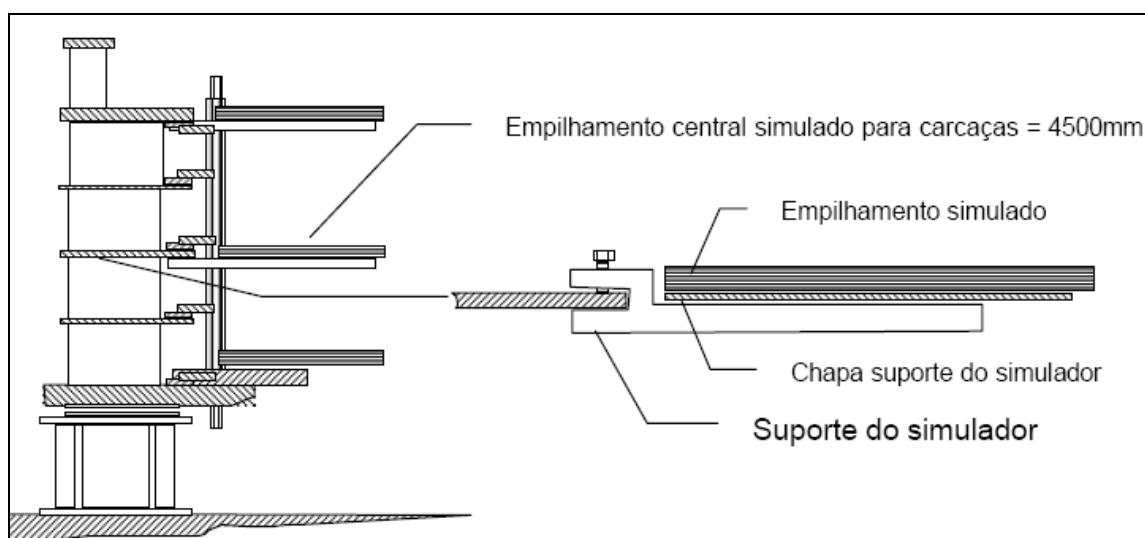 Empilhamento central simulado para carcaças = 4500mm
Empilhamento simulado
Chapa suporte do simulador
Suporte do simulador